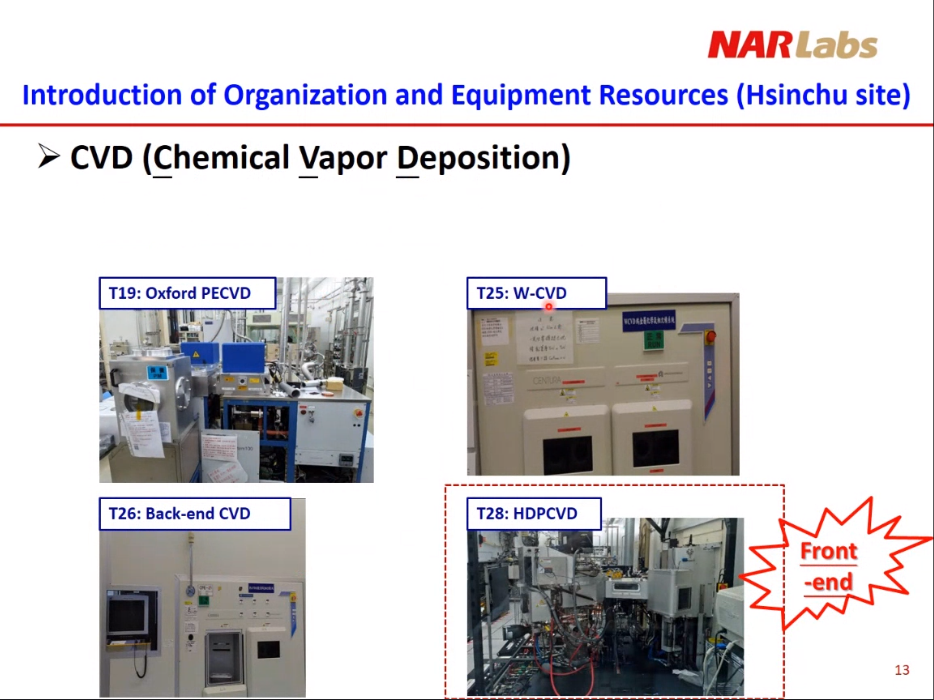 NARLabs
Introduction of Organization and Equipment Resources (Hsinchu site)
CVD (Chemical Vapor Deposition)
T19: Oxford PECVD
T25: W-CVD
CENTURA
T26: Back-end CVD
T28: HDPCVD
Front
-end
13